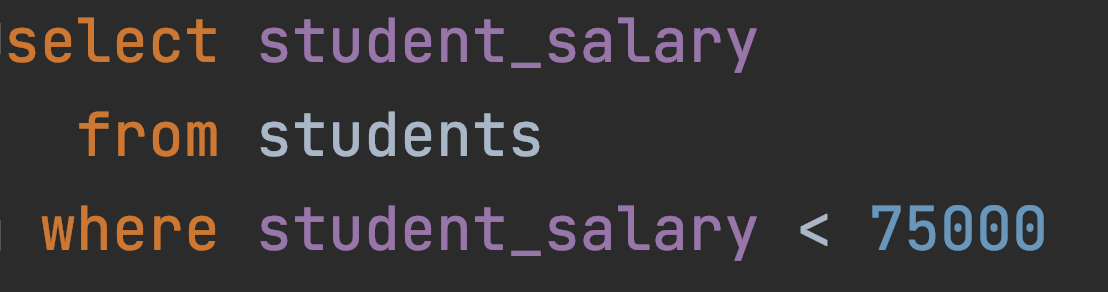 select student_salary
from students
where student_salary < 75000